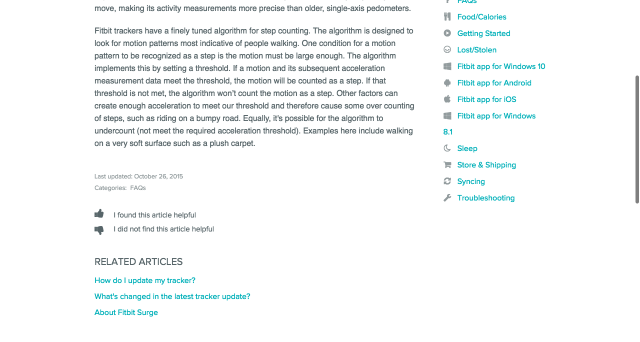 move, making its activity measurements more precise than older, single-axis pedometers.
Fitbit trackers have a finely tuned algorithm for step counting. The algorithm is designed to
look for motion patterns most indicative of people walking. One condition for a motion
pattern to be recognized as a step is the motion must be large enough. The algorithm
implements this by setting a threshold. If a motion and its subsequent acceleration
measurement data meet the threshold, the motion will be counted as a step. If that
threshold is not met, the algorithm won't count the motion as a step. Other factors can
create enough acceleration to meet our threshold and therefore cause some over counting
of steps, such as riding on a bumpy road. Equally, it's possible for the algorithm to
undercount (not meet the required acceleration threshold). Examples here include walking
on a very soft surface such as a plush carpet.
Last updated: October 26, 2015
Categories: FAQs
I found this article helpful
I did not find this article helpful
RELATED ARTICLES
How do I update my tracker?
What's changed in the latest tracker update?
About Fitbit Surge
FAQs
Food/Calories
Getting Started
Lost/Stolen
Fitbit app for Windows 10
Fitbit app for Android
Fitbit app for iOS
Fitbit app for Windows
8.1
Sleep
Store & Shipping
Syncing
Troubleshooting